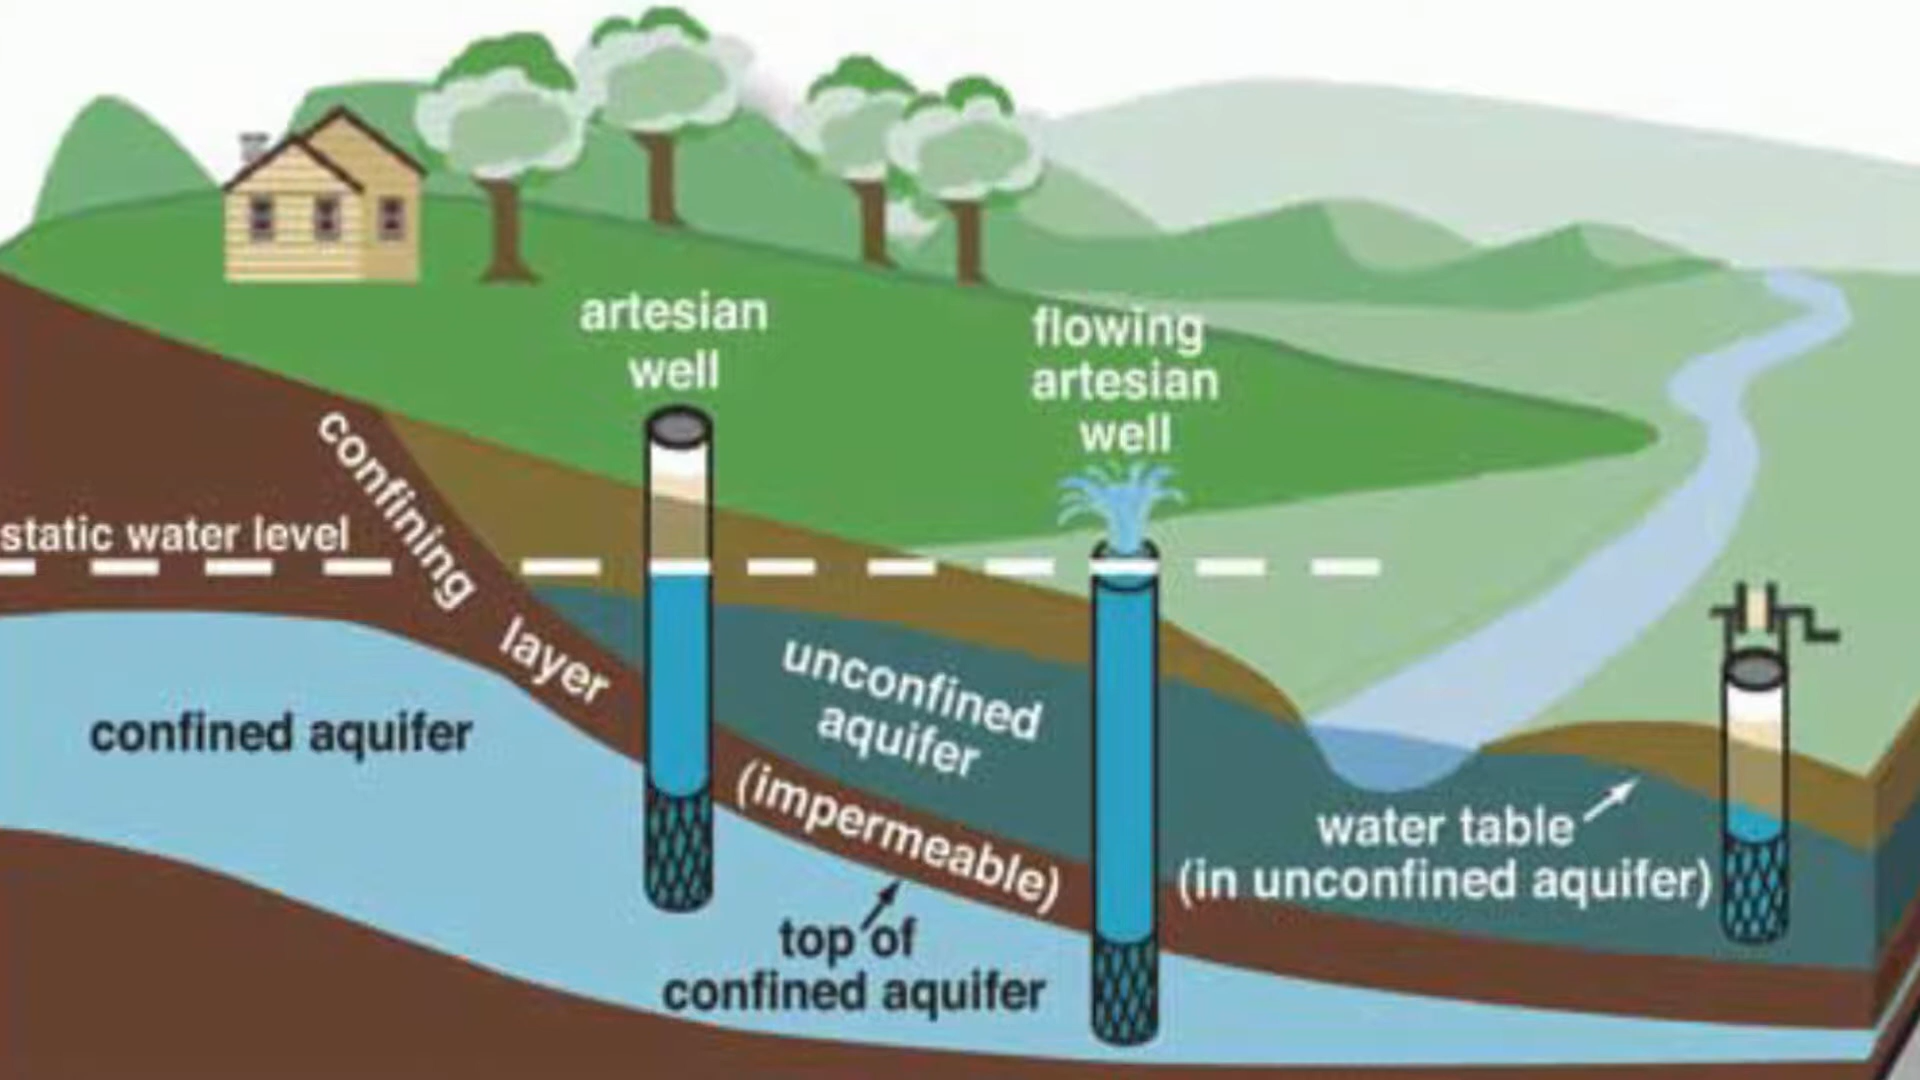 artesian
well
flowing
artesian
well
static water level
confining
layer
(impermeable)
confined aquifer
unconfined
aquifer
top of
confined aquifer
water table
(in unconfined aquifer)